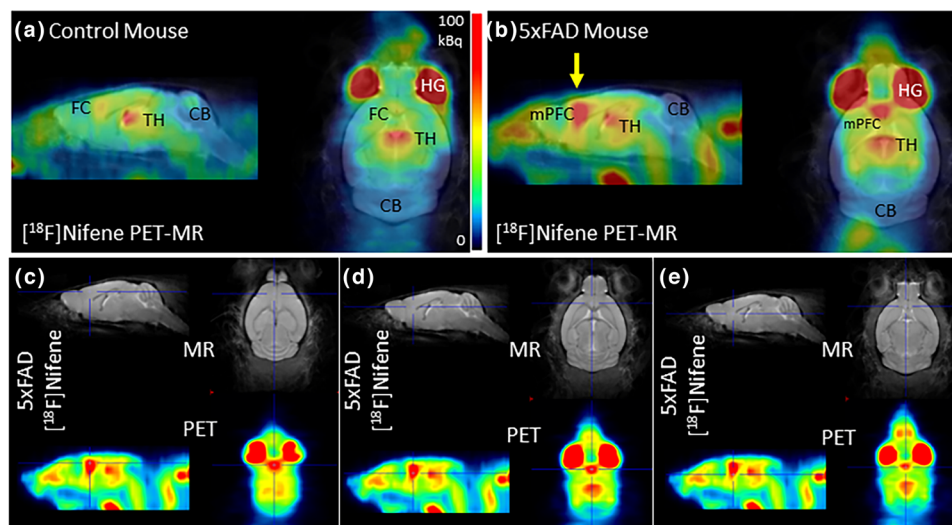 (a) Control Mouse
FC
TH
CB
HG
FC
TH
CB
[¹⁸F]Nifene PET-MR
100
kBq
0
(b) 5xFAD Mouse
mPFC
TH
CB
HG
mPFC
TH
CB
[¹⁸F]Nifene PET-MR
(c)
5xFAD
[¹⁸F]Nifene
MR
PET
(d)
5xFAD
[¹⁸F]Nifene
MR
PET
(e)
5xFAD
[¹⁸F]Nifene
MR
PET